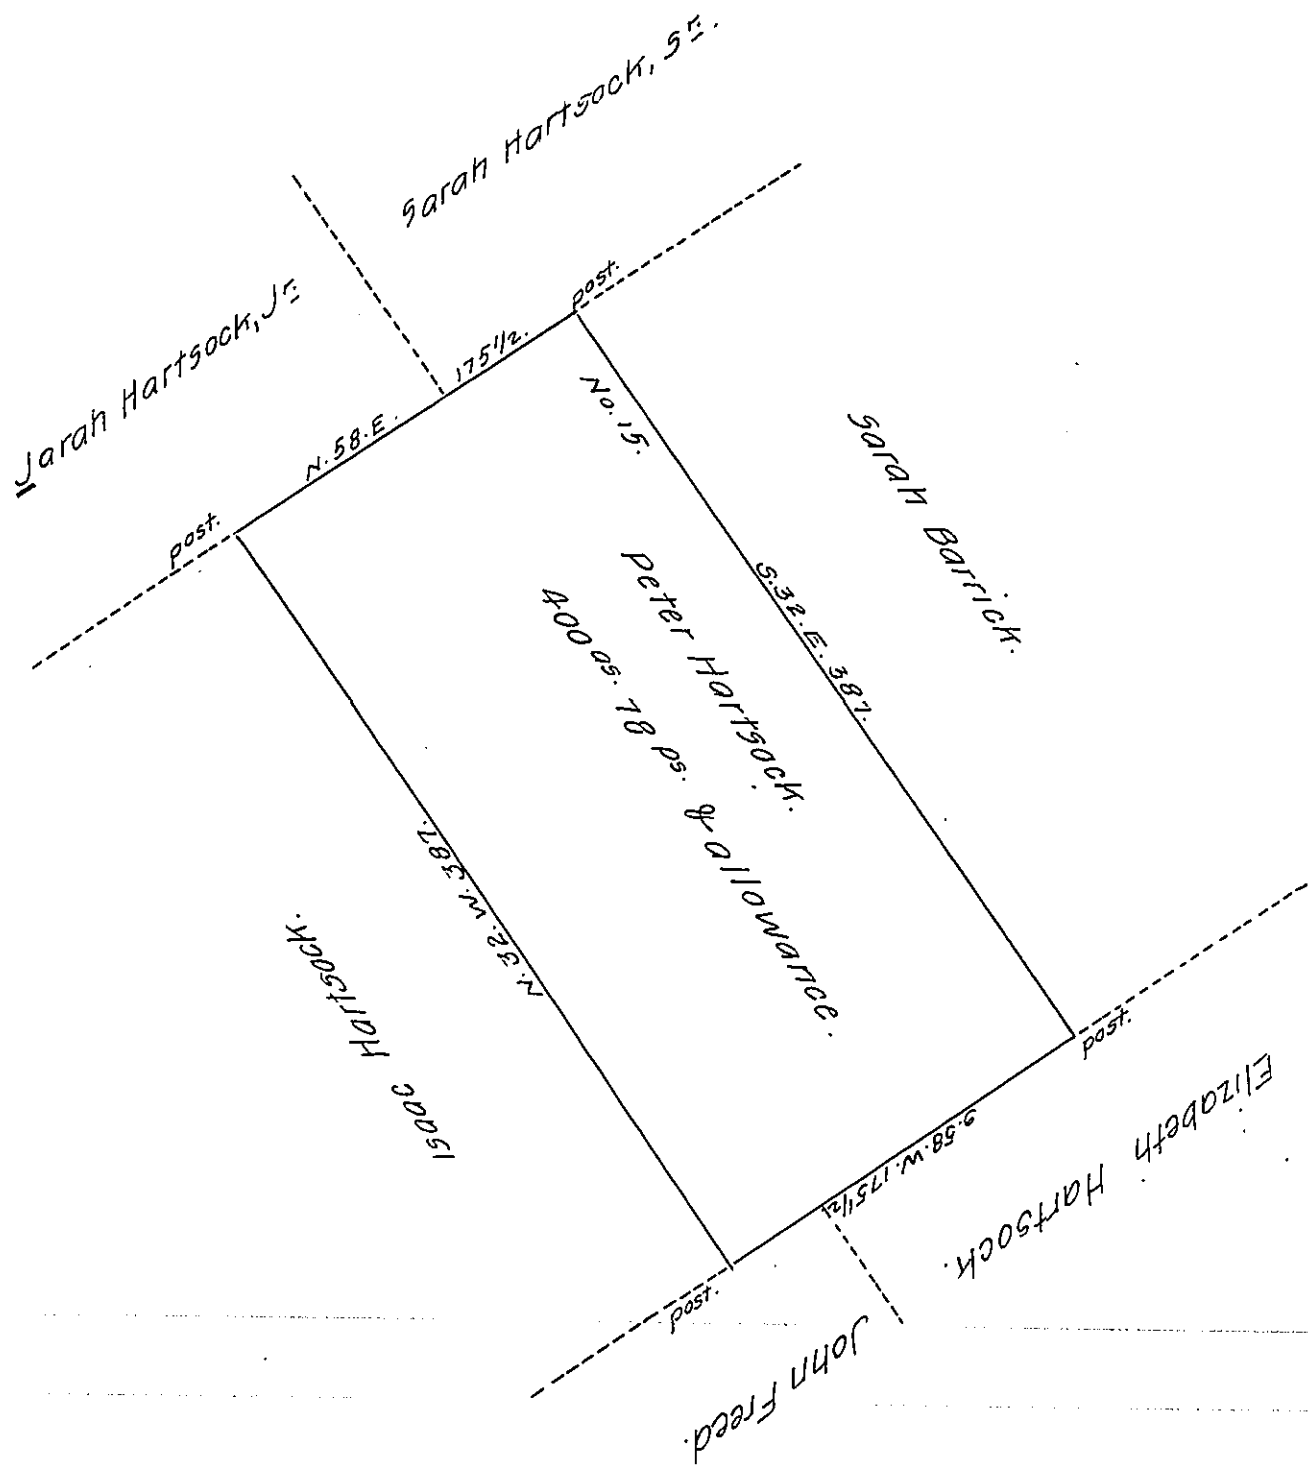 Sarah Hartsock, Sr.
Jarah Hartsock, Jr.
post.
N. 58. E.
175 1/2.
post.
No. 15.
Sarah Barrick.
S. 32. E. 387.
Peter Hartsock.
400 as. 78 ps. & allowance.
N. 32. W. 387.
Isaac Hartsock.
post.
S. 58. W. 175 1/2
Elizabeth Hartsock.
post.
John Freed.